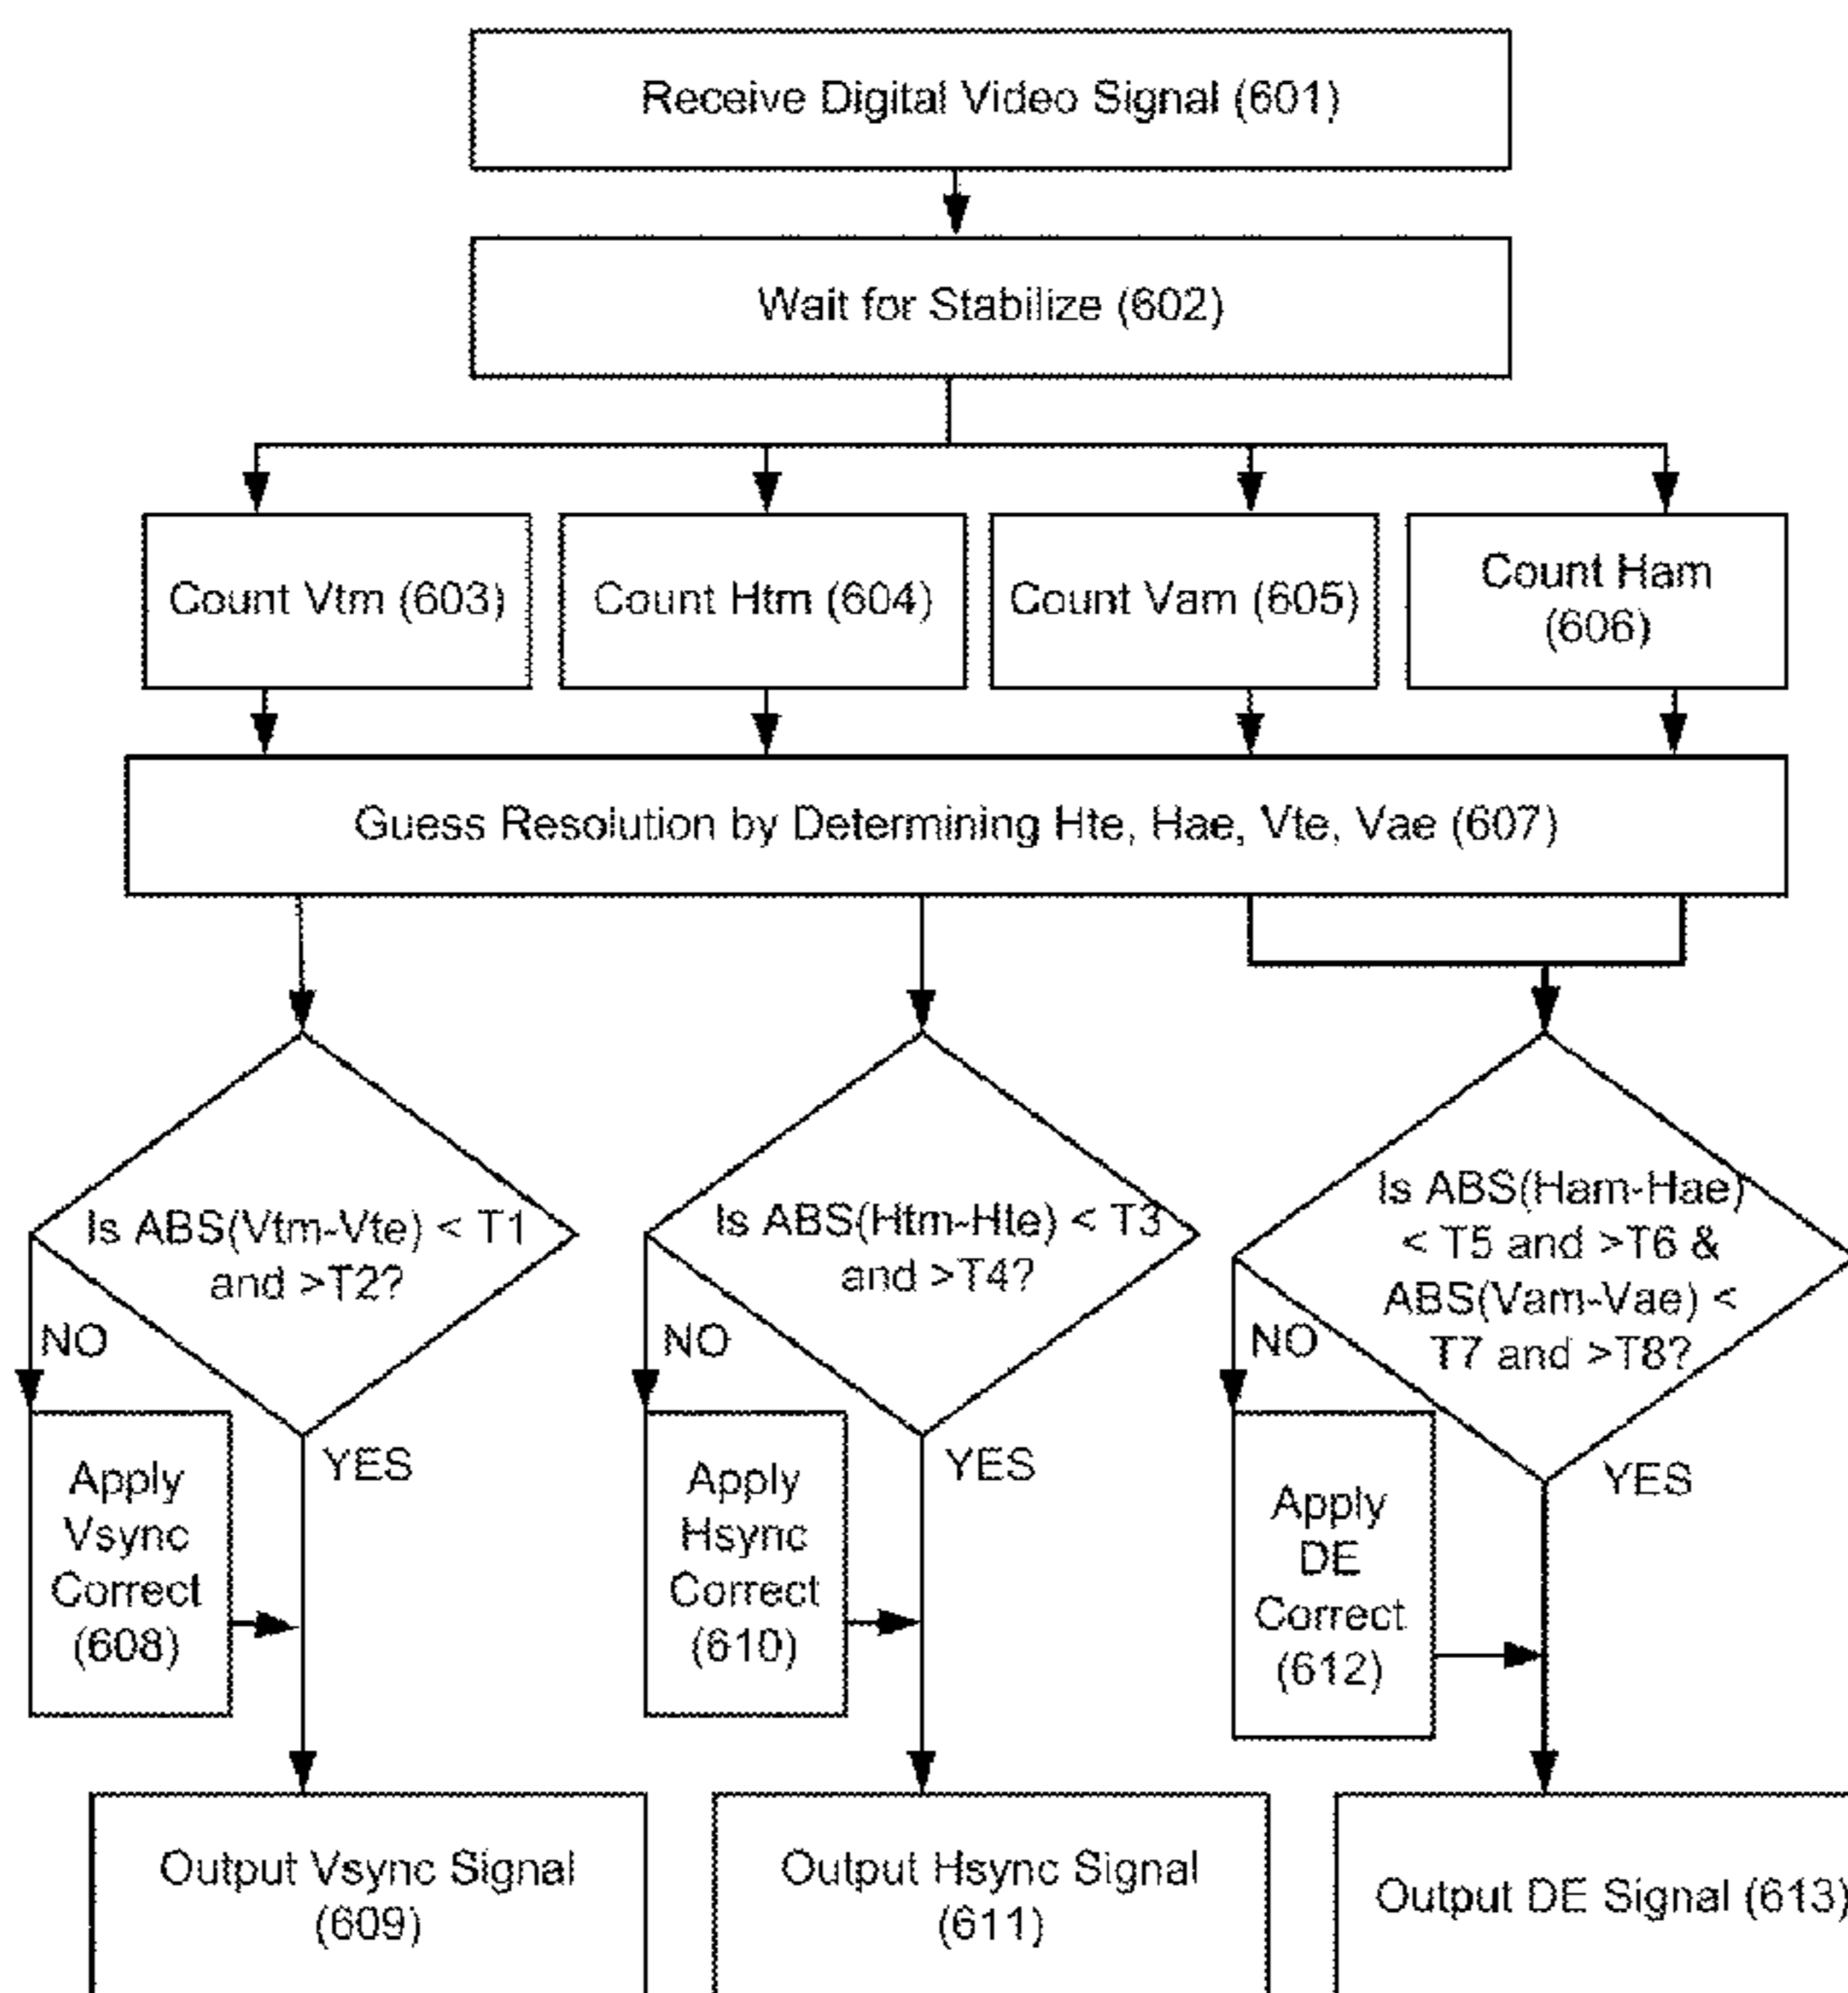 Receive Digital Video Signal (601)
Wait for Stabilize (602)
Count Vtm (603)
Count Htm (604)
Count Vam (605)
Count Ham
(606)
Guess Resolution by Determining Hte, Hae, Vte, Vae (607)
Is ABS(Vtm-Vte) < T1
and >T2?
Is ABS(Htm-Hte) < T3
and >T4?
Is ABS(Ham-Hae)
< T5 and >T6 &
ABS(Vam-Vae) <
T7 and >T8?
NO
NO
NO
YES
YES
YES
Apply
Vsync
Correct
(608)
Apply
Hsync
Correct
(610)
Apply
DE
Correct
(612)
Output Vsync Signal
(609)
Output Hsync Signal
(611)
Output DE Signal (613)